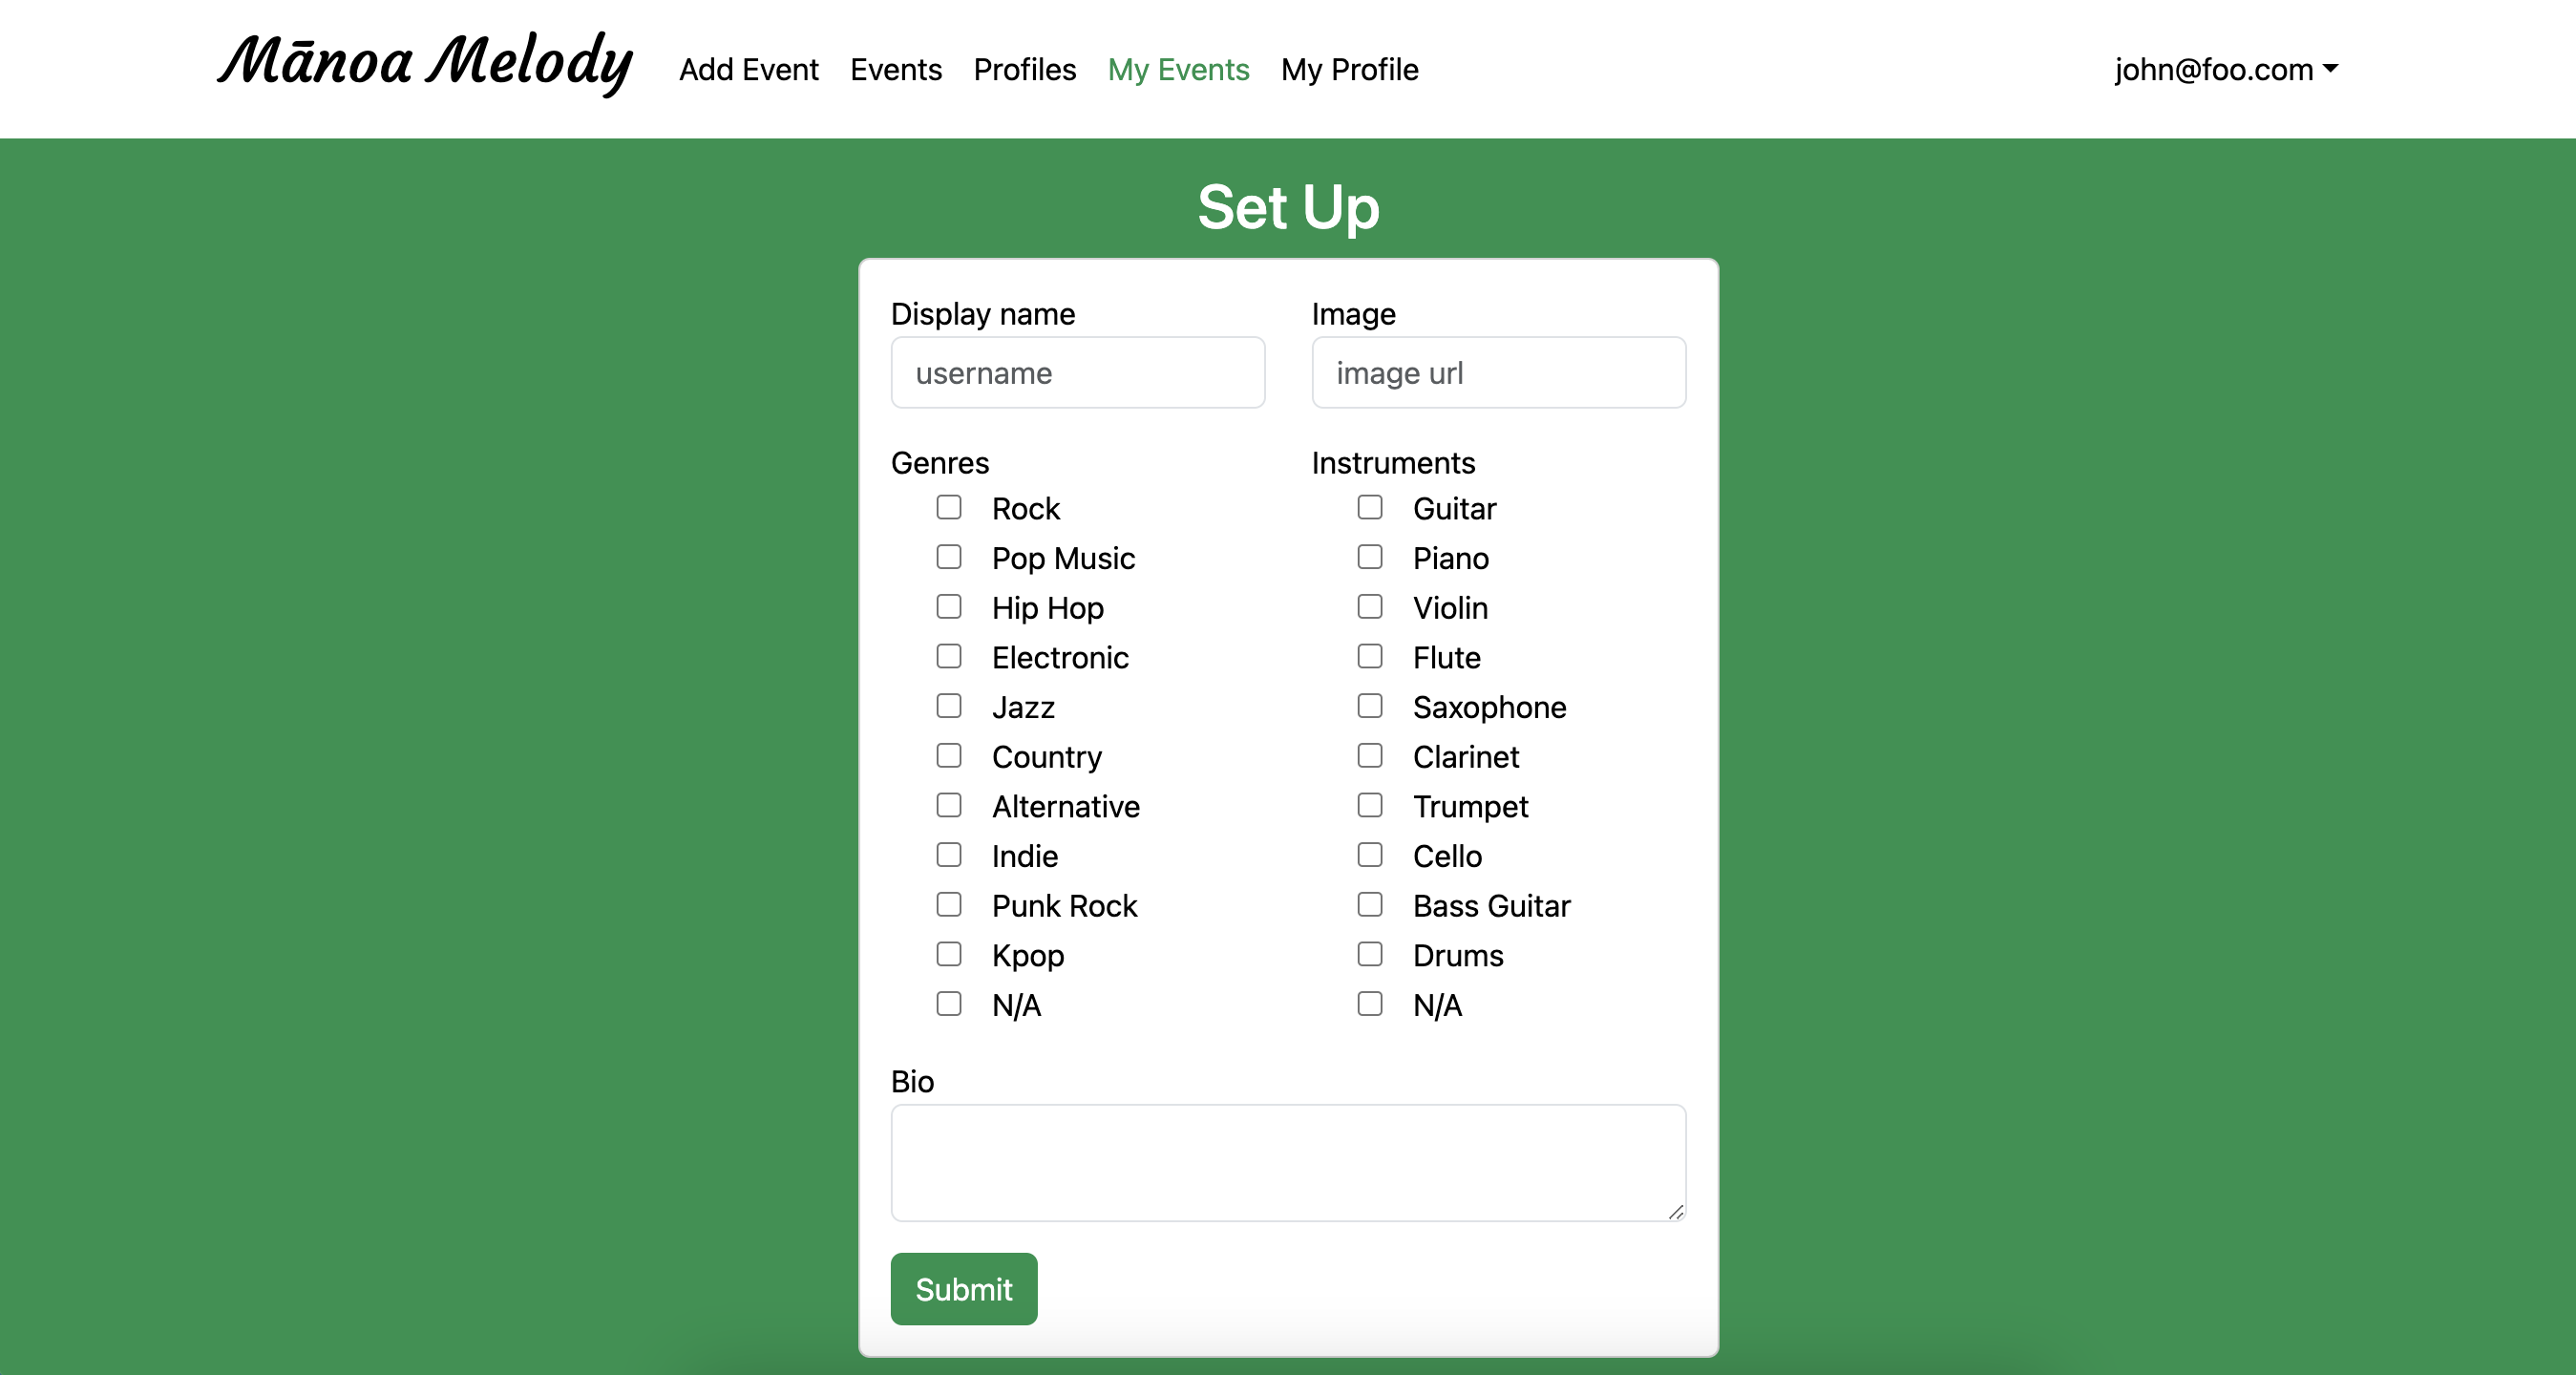 Mānoa Melody Add Event Events Profiles My Events My Profile john@foo.com
Set Up
Display name Image
username image url
Genres Instruments
Rock Guitar
Pop Music Piano
Hip Hop Violin
Electronic Flute
Jazz Saxophone
Country Clarinet
Alternative Trumpet
Indie Cello
Punk Rock Bass Guitar
Kpop Drums
N/A N/A
Bio
Submit